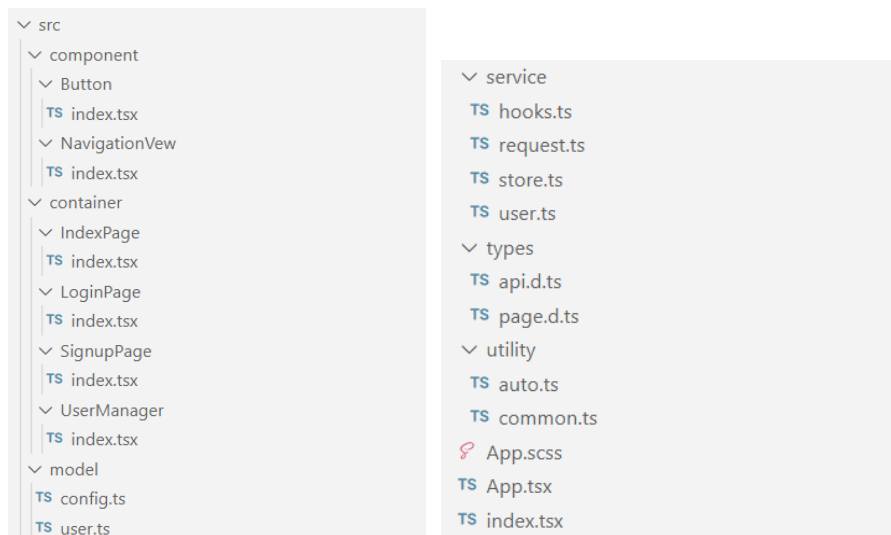 src
component
Button
TS index.tsx
NavigationVew
TS index.tsx
container
IndexPage
TS index.tsx
LoginPage
TS index.tsx
SignupPage
TS index.tsx
UserManager
TS index.tsx
model
TS config.ts
TS user.ts
service
TS hooks.ts
TS request.ts
TS store.ts
TS user.ts
types
TS api.d.ts
TS page.d.ts
utility
TS auto.ts
TS common.ts
App.scss
TS App.tsx
TS index.tsx